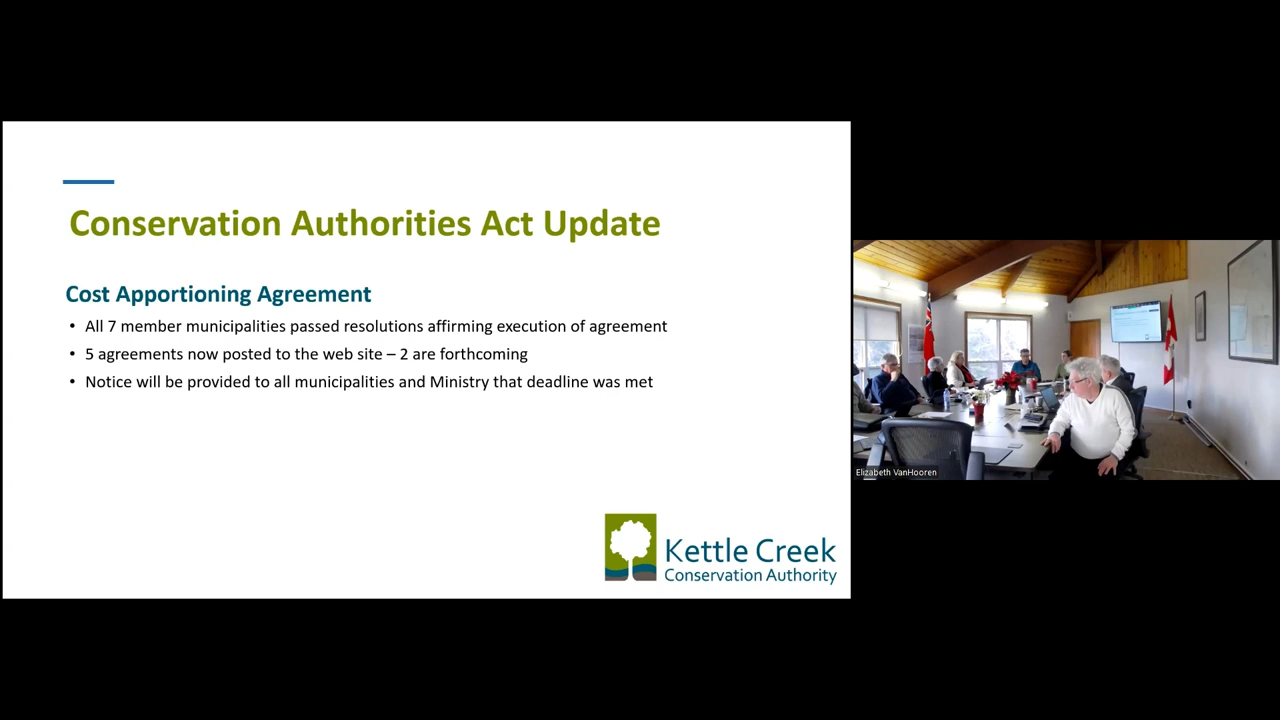 Conservation Authorities Act Update
Cost Apportioning Agreement
• All 7 member municipalities passed resolutions affirming execution of agreement
• 5 agreements now posted to the web site – 2 are forthcoming
• Notice will be provided to all municipalities and Ministry that deadline was met
Kettle Creek
Conservation Authority
Elizabeth VanHooren